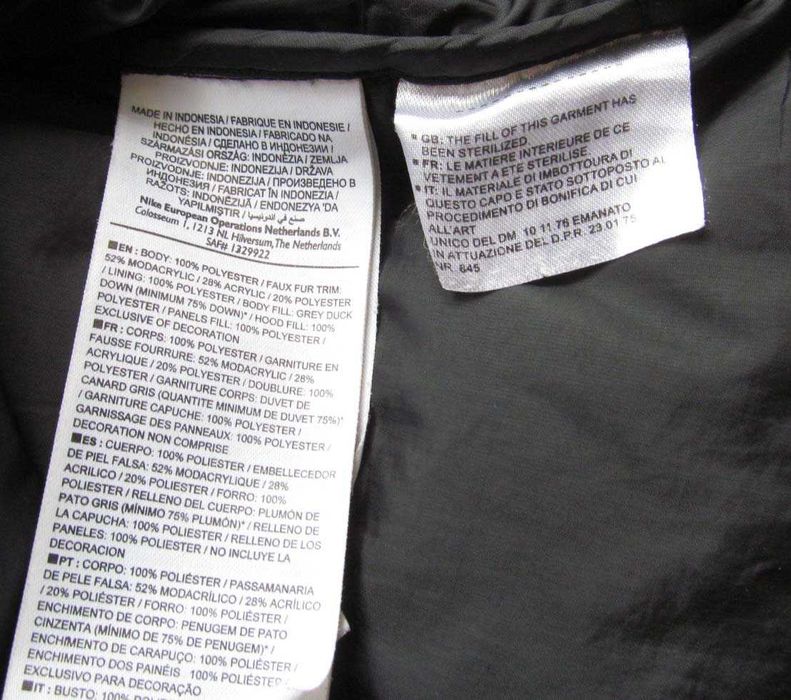 MADE IN INDONESIA / FABRIQUE EN INDONESIE /
HECHO EN INDONESIA / FABRICADO NA
INDONÉSIA / СДЕЛАНО В ИНДОНЕЗИИ /
SZÁRMAZÁSI ORSZÁG: INDONÉZIA / ZEMLJA
PROIZVODNJE: INDONEZIJA / DRŽAVA
PROIZVODNJE: INDONEZIJA / ПРОИЗВЕДЕНО В
ИНДОНЕЗИЯ / FABRICAT ÎN INDONEZIA /
RAŽOTS: INDONĒZIJĀ / ENDONEZYA 'DA
YAPILMIŞTIR / صنع في اندونيسيا
Nike European Operations Netherlands B.V.
Colosseum 1, 1213 NL Hilversum, The Netherlands
SAF# 1329922
■EN : BODY: 100% POLYESTER / FAUX FUR TRIM:
52% MODACRYLIC / 28% ACRYLIC / 20% POLYESTER
/ LINING: 100% POLYESTER / BODY FILL: GREY DUCK
DOWN (MINIMUM 75% DOWN)* / HOOD FILL: 100%
POLYESTER / PANELS FILL: 100% POLYESTER /
EXCLUSIVE OF DECORATION
■FR : CORPS: 100% POLYESTER / GARNITURE EN
FAUSSE FOURRURE: 52% MODACRYLIC / 28%
ACRYLIQUE / 20% POLYESTER / DOUBLURE: 100%
POLYESTER / GARNITURE CORPS: DUVET DE
CANARD GRIS (QUANTITE MINIMUM DE DUVET 75%)*
/ GARNITURE CAPUCHE: 100% POLYESTER /
GARNISSAGE DES PANNEAUX: 100% POLYESTER /
DECORATION NON COMPRISE
■ES : CUERPO: 100% POLIESTER / EMBELLECEDOR
DE PIEL FALSA: 52% MODACRYLIQUE / 28%
ACRILICO / 20% POLIESTER / FORRO: 100%
POLIESTER / RELLENO DEL CUERPO: PLUMÓN DE
PATO GRIS (MÍNIMO 75% PLUMÓN)* / RELLENO DE
LA CAPUCHA: 100% POLIESTER / RELLENO DE LOS
PANELES: 100% POLIESTER / NO INCLUYE LA
DECORACION
■PT : CORPO: 100% POLIÉSTER / PASSAMANARIA
DE PELE FALSA: 52% MODACRÍLICO / 28% ACRÍLICO
/ 20% POLIÉSTER / FORRO: 100% POLIÉSTER /
ENCHIMENTO DE CORPO: PENUGEM DE PATO
CINZENTA (MÍNIMO DE 75% DE PENUGEM)* /
ENCHIMENTO DE CARAPUÇO: 100% POLIÉSTER /
ENCHIMENTO DOS PAINÉIS: 100% POLIÉSTER /
EXCLUSIVO PARA DECORAÇÃO
■IT : BUSTO: 100%
■ GB: THE FILL OF THIS GARMENT HAS
BEEN STERILIZED.
■ FR: LE MATIERE INTERIEURE DE CE
VETEMENT A ETE STERILISE.
■ IT: IL MATERIALE DI IMBOTTOURA DI
QUESTO CAPO E STATO SOTTOPOSTO AL
PROCEDIMENTO DI BONIFICA DI CUI
ALL'ART
UNICO DEL DM 10 11 76 EMANATO
IN ATTUAZIONE DEL D.P.R. 23 01 75
NR. 645